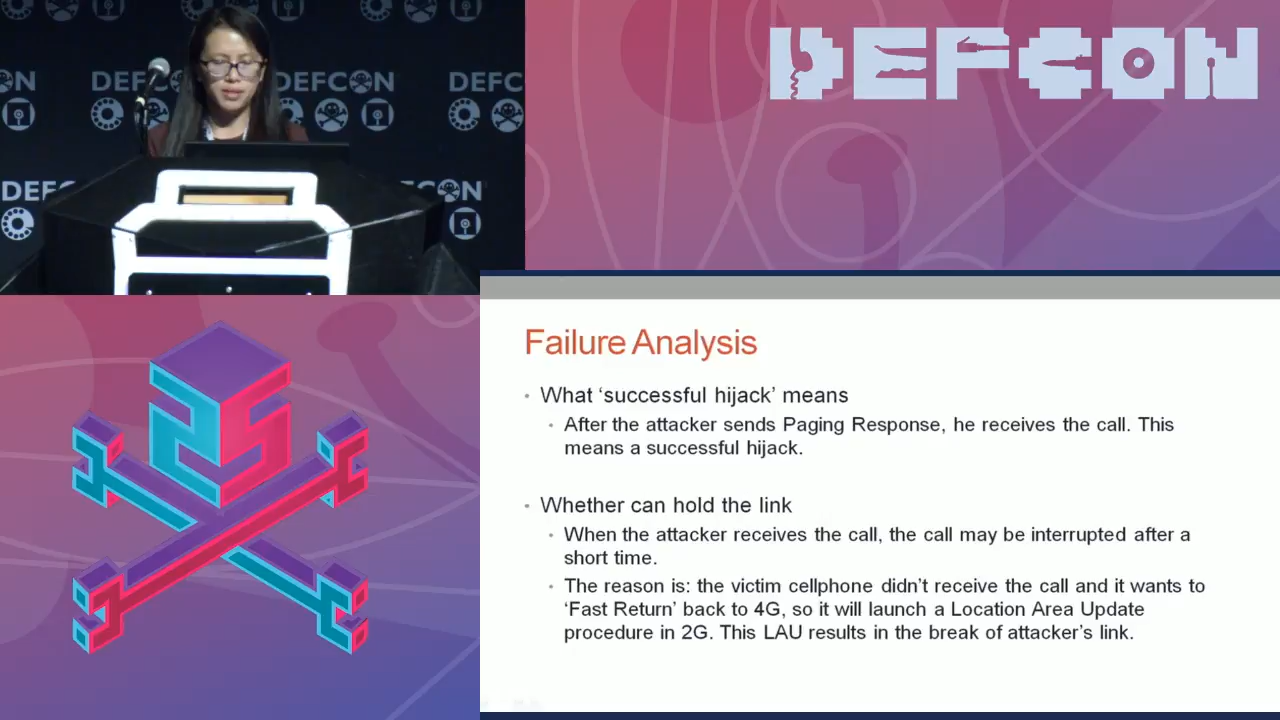 DEFCON
DEFCON
DEFCON
DEFCON
Failure Analysis
• What ‘successful hijack’ means
• After the attacker sends Paging Response, he receives the call. This
means a successful hijack.
• Whether can hold the link
• When the attacker receives the call, the call may be interrupted after a
short time.
• The reason is: the victim cellphone didn’t receive the call and it wants to
‘Fast Return’ back to 4G, so it will launch a Location Area Update
procedure in 2G. This LAU results in the break of attacker’s link.